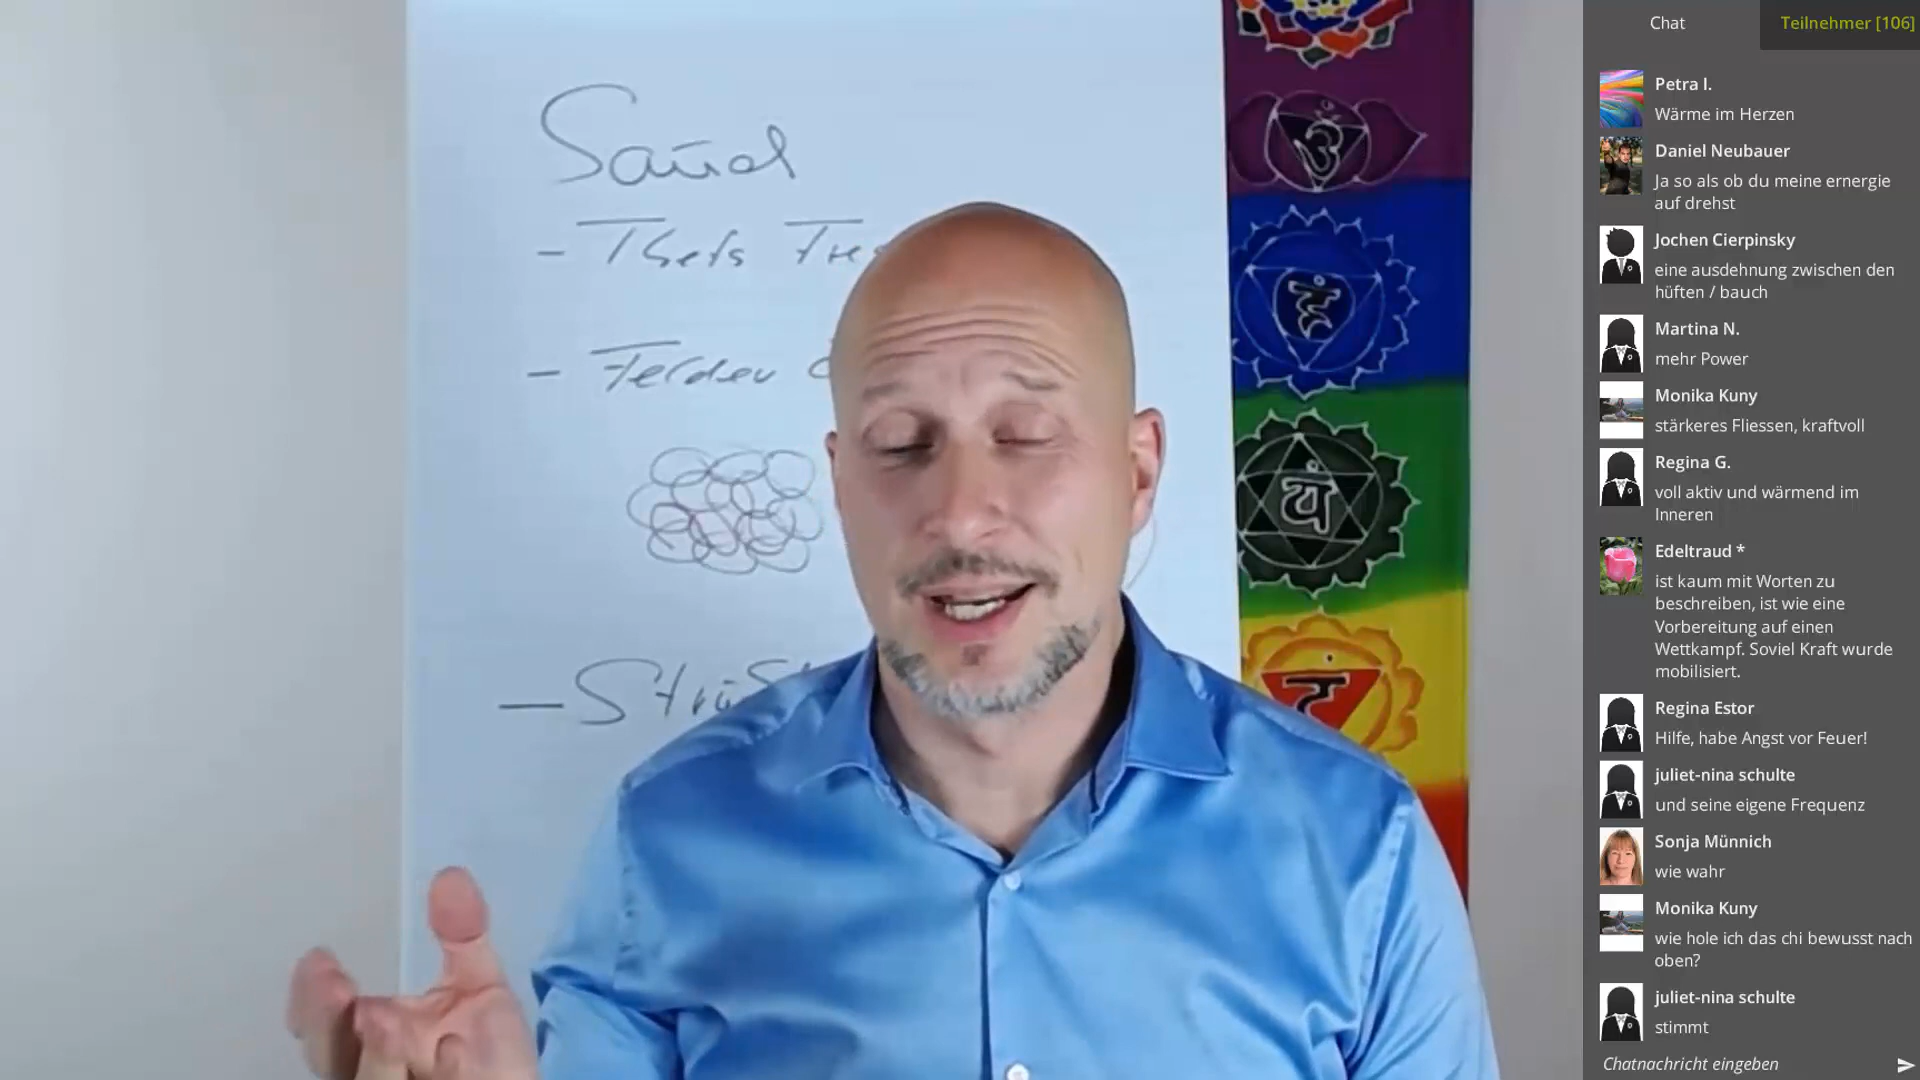 Chat
Teilnehmer [106]
Petra I.
Wärme im Herzen
Daniel Neubauer
Ja so als ob du meine ernergie
auf drehst
Jochen Cierpinsky
eine ausdehnung zwischen den
hüften / bauch
Martina N.
mehr Power
Monika Kuny
stärkeres Fliessen, kraftvoll
Regina G.
voll aktiv und wärmend im
Inneren
Edeltraud *
ist kaum mit Worten zu
beschreiben, ist wie eine
Vorbereitung auf einen
Wettkampf. Soviel Kraft wurde
mobilisiert.
Regina Estor
Hilfe, habe Angst vor Feuer!
juliet-nina schulte
und seine eigene Frequenz
Sonja Münnich
wie wahr
Monika Kuny
wie hole ich das chi bewusst nach
oben?
juliet-nina schulte
stimmt
Chatnachricht eingeben
- Felder
ॐ
हं
यं
रं